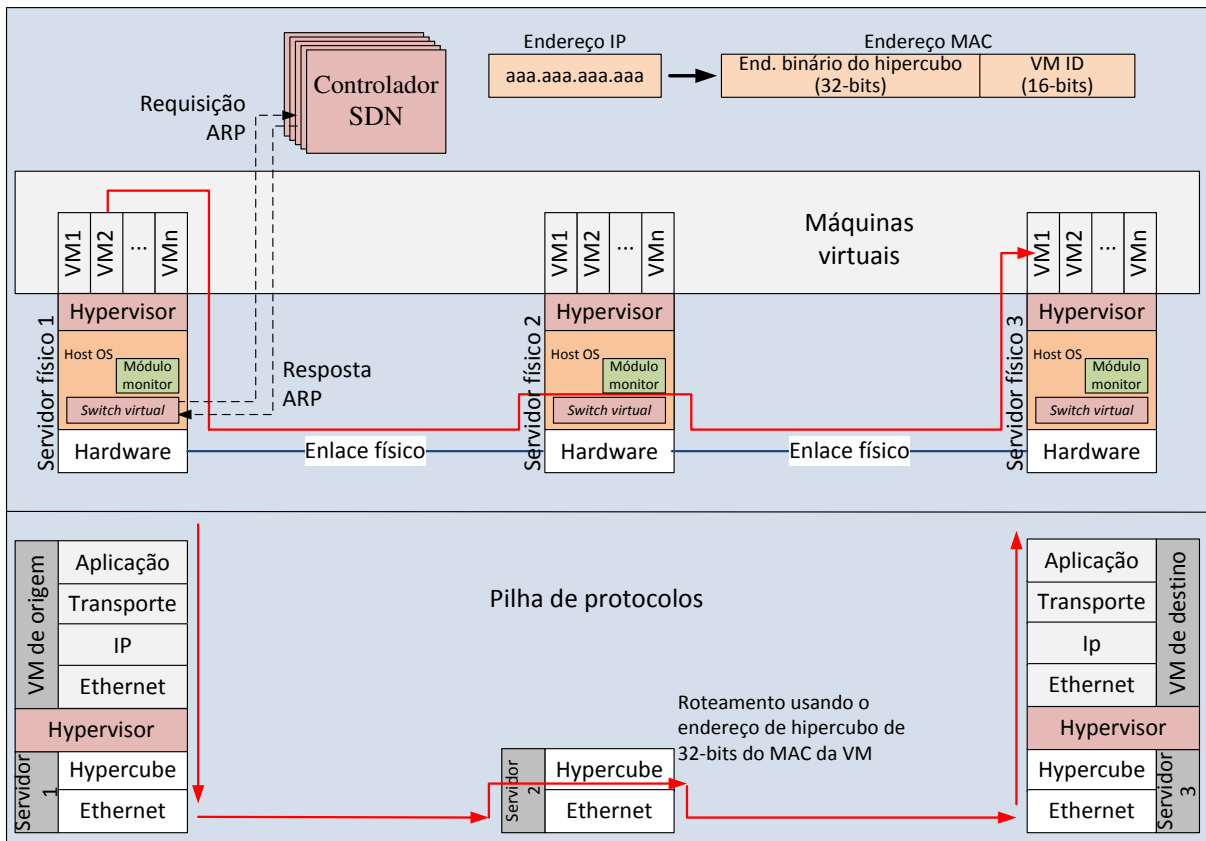 Endereço IP
Endereço MAC
aaa.aaa.aaa.aaa
End. binário do hipercubo
(32-bits)
VM ID
(16-bits)
Controlador
SDN
Requisição
ARP
Máquinas
virtuais
VM1
VM2
...
VMn
Hypervisor
Servidor físico 1
Host OS
Módulo
monitor
Switch virtual
Hardware
Resposta
ARP
Enlace físico
VM1
VM2
...
VMn
Hypervisor
Servidor físico 2
Host OS
Módulo
monitor
Switch virtual
Hardware
Enlace físico
VM1
VM2
...
VMn
Hypervisor
Servidor físico 3
Host OS
Módulo
monitor
Switch virtual
Hardware
Pilha de protocolos
VM de origem
Aplicação
Transporte
IP
Ethernet
Hypervisor
Servidor
1
Hypercube
Ethernet
Servidor
2
Hypercube
Ethernet
Roteamento usando o
endereço de hipercubo de
32-bits do MAC da VM
Aplicação
Transporte
Ip
Ethernet
VM de destino
Hypervisor
Hypercube
Ethernet
Servidor
3